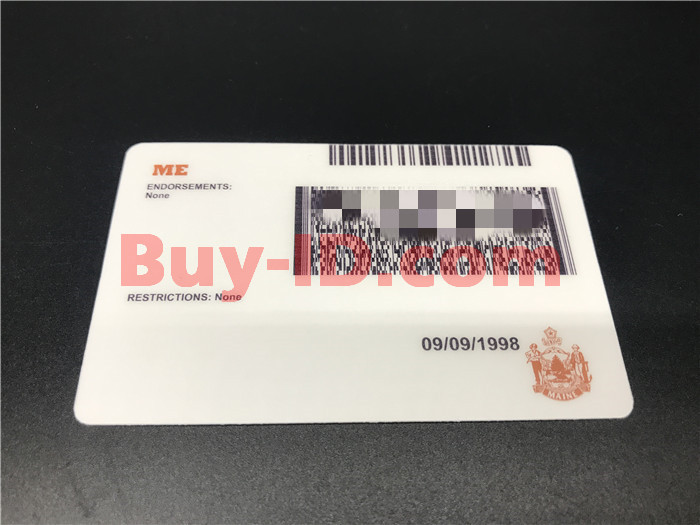 ME
ENDORSEMENTS:
None
Buy-ID.com
RESTRICTIONS: None
09/09/1998
MAINE